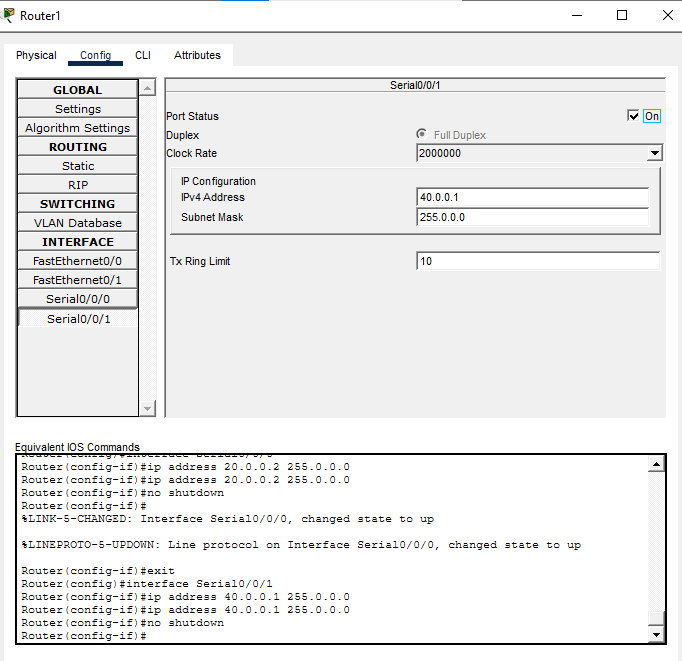 Router1
Physical Config CLI Attributes
GLOBAL
Settings
Algorithm Settings
ROUTING
Static
RIP
SWITCHING
VLAN Database
INTERFACE
FastEthernet0/0
FastEthernet0/1
Serial0/0/0
Serial0/0/1
Serial0/0/1
Port Status On
Duplex Full Duplex
Clock Rate 2000000
IP Configuration
IPv4 Address 40.0.0.1
Subnet Mask 255.0.0.0
Tx Ring Limit 10
Equivalent IOS Commands
Router(config)#interface Serial0/0/0
Router(config-if)#ip address 20.0.0.2 255.0.0.0
Router(config-if)#ip address 20.0.0.2 255.0.0.0
Router(config-if)#no shutdown
Router(config-if)#
%LINK-5-CHANGED: Interface Serial0/0/0, changed state to up
%LINEPROTO-5-UPDOWN: Line protocol on Interface Serial0/0/0, changed state to up
Router(config-if)#exit
Router(config)#interface Serial0/0/1
Router(config-if)#ip address 40.0.0.1 255.0.0.0
Router(config-if)#ip address 40.0.0.1 255.0.0.0
Router(config-if)#no shutdown
Router(config-if)#